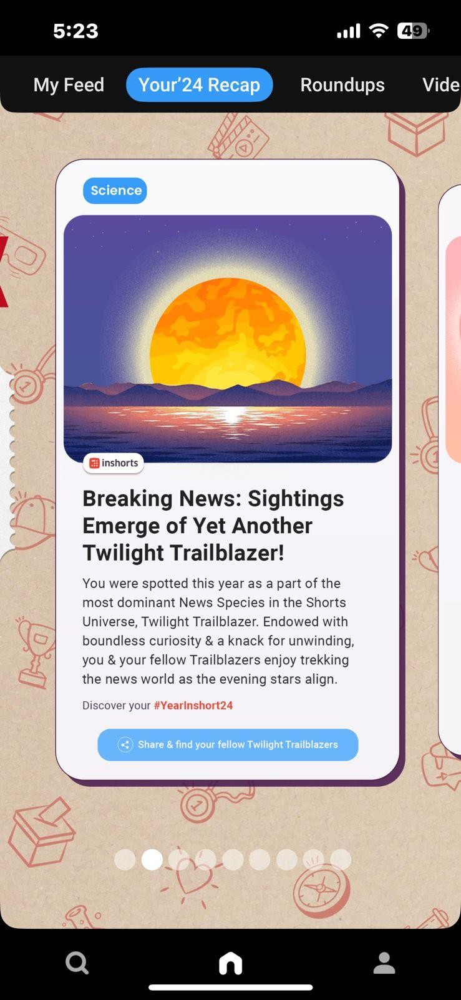 5:23
49
My Feed
Your’24 Recap
Roundups
Vide
Science
inshorts
Breaking News: Sightings
Emerge of Yet Another
Twilight Trailblazer!
You were spotted this year as a part of the
most dominant News Species in the Shorts
Universe, Twilight Trailblazer. Endowed with
boundless curiosity & a knack for unwinding,
you & your fellow Trailblazers enjoy trekking
the news world as the evening stars align.
Discover your #YearInshort24
Share & find your fellow Twilight Trailblazers